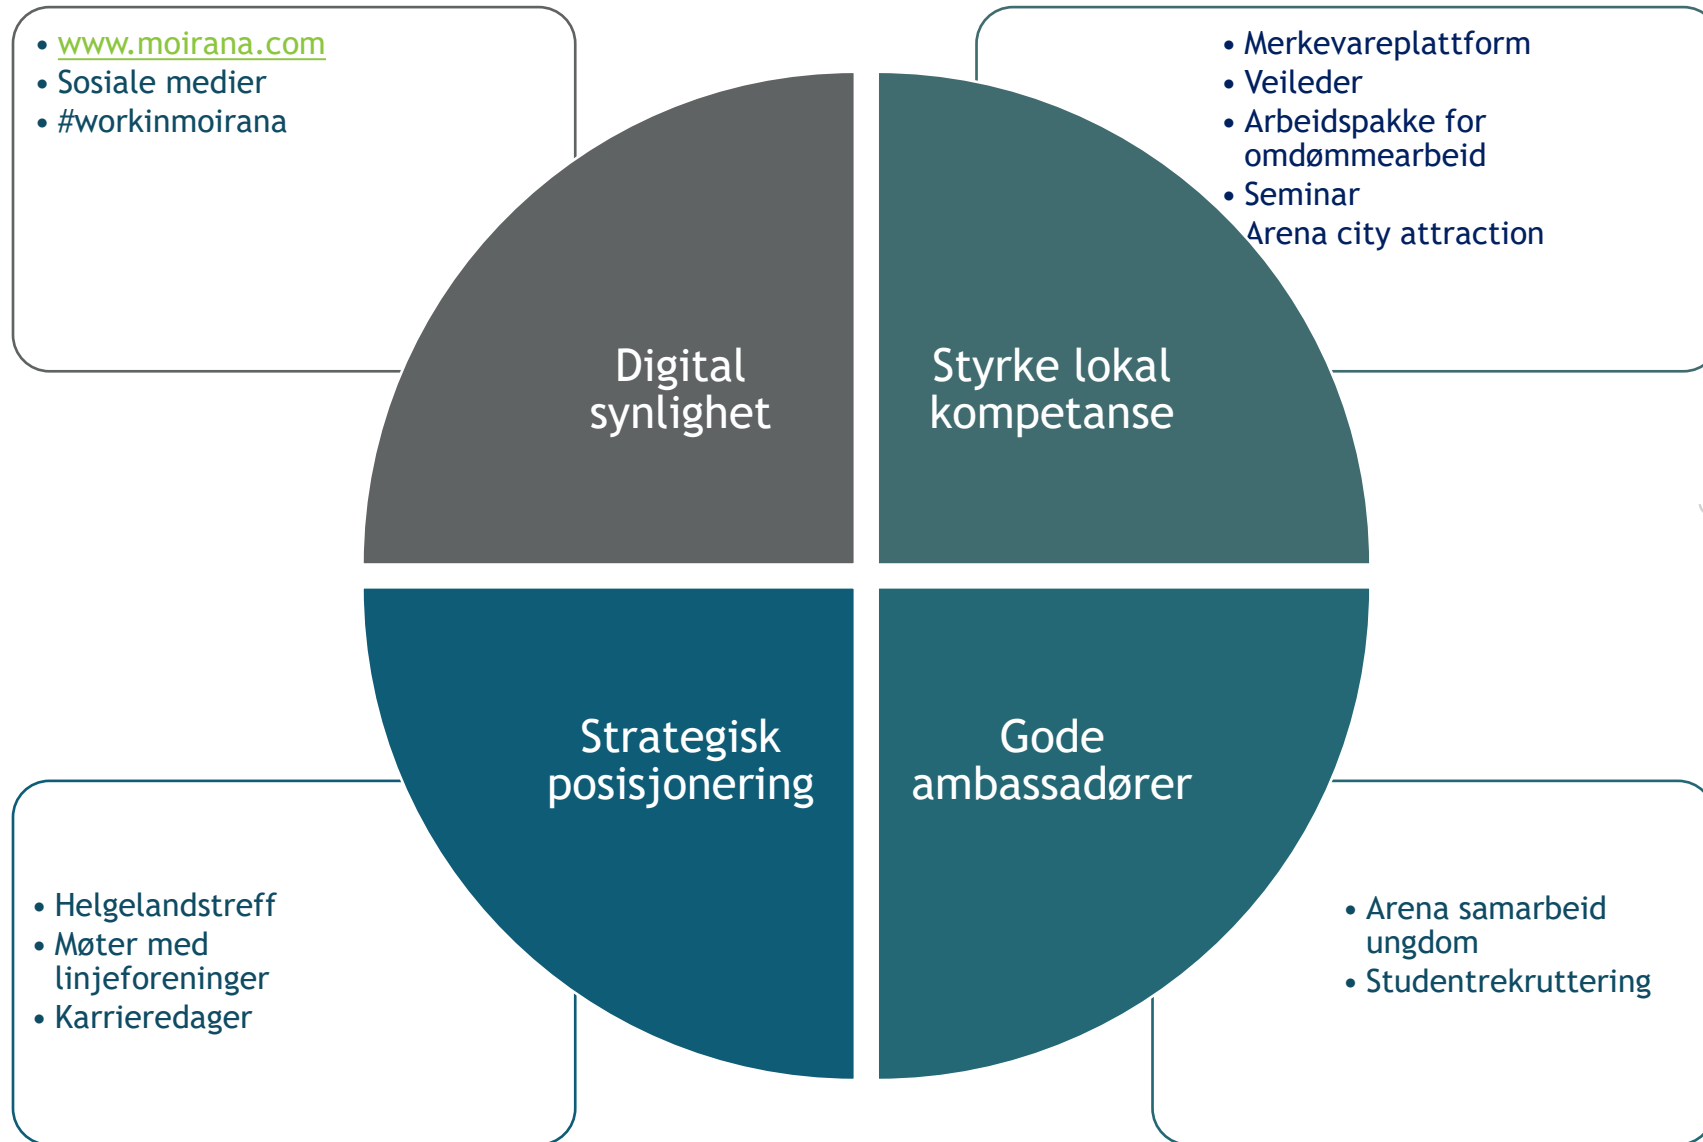 • www.moirana.com
• Sosiale medier
• #workinmoirana
• Merkevareplattform
• Veileder
• Arbeidspakke for
omdømmearbeid
• Seminar
Arena city attraction
Digital
synlighet
Styrke lokal
kompetanse
Strategisk
posisjonering
Gode
ambassadører
• Helgelandstreff
• Møter med
linjeforeninger
• Karrieredager
• Arena samarbeid
ungdom
• Studentrekruttering